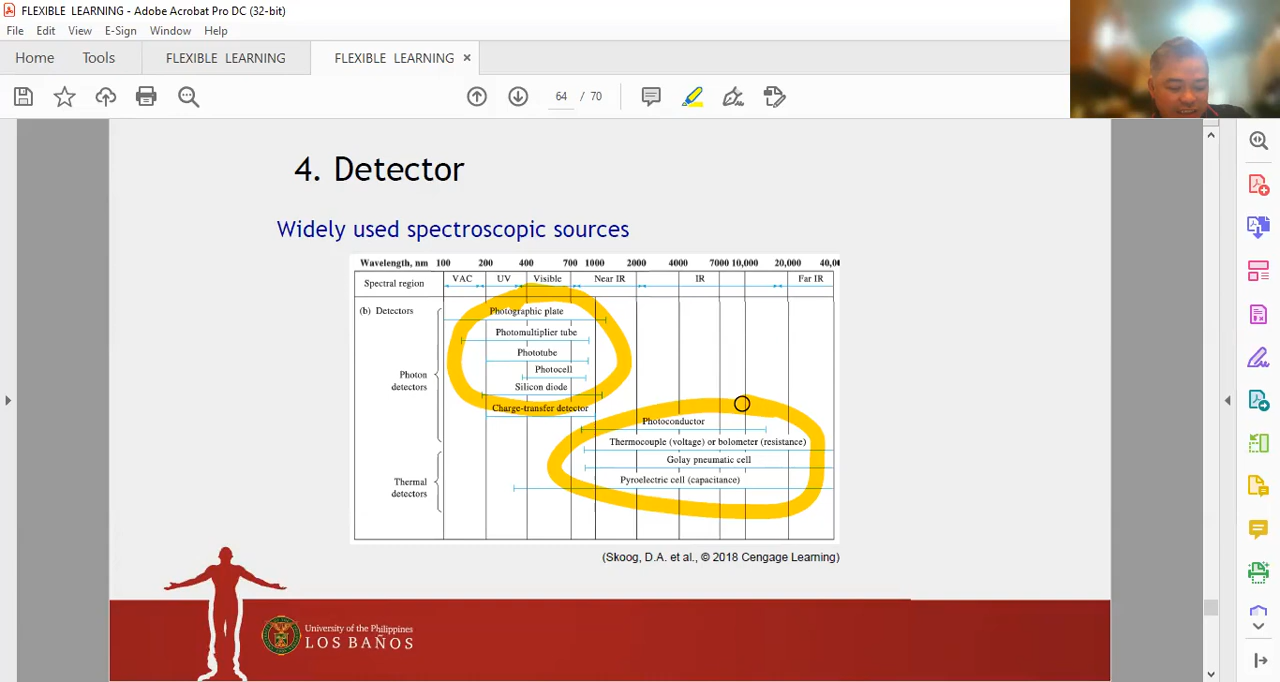 FLEXIBLE LEARNING - Adobe Acrobat Pro DC (32-bit)
File Edit View E-Sign Window Help
Home Tools FLEXIBLE LEARNING FLEXIBLE LEARNING ×
64 / 70
4. Detector
Widely used spectroscopic sources
Wavelength, nm 100 200 400 700 1000 2000 4000 7000 10,000 20,000 40,0
Spectral region VAC UV Visible Near IR IR Far IR
(b) Detectors
Photographic plate
Photomultiplier tube
Phototube
Photon
detectors
Photocell
Silicon diode
Charge-transfer detector
Photoconductor
Thermocouple (voltage) or bolometer (resistance)
Golay pneumatic cell
Thermal
detectors
Pyroelectric cell (capacitance)
(Skoog, D.A. et al., © 2018 Cengage Learning)
University of the Philippines
LOS BAÑOS